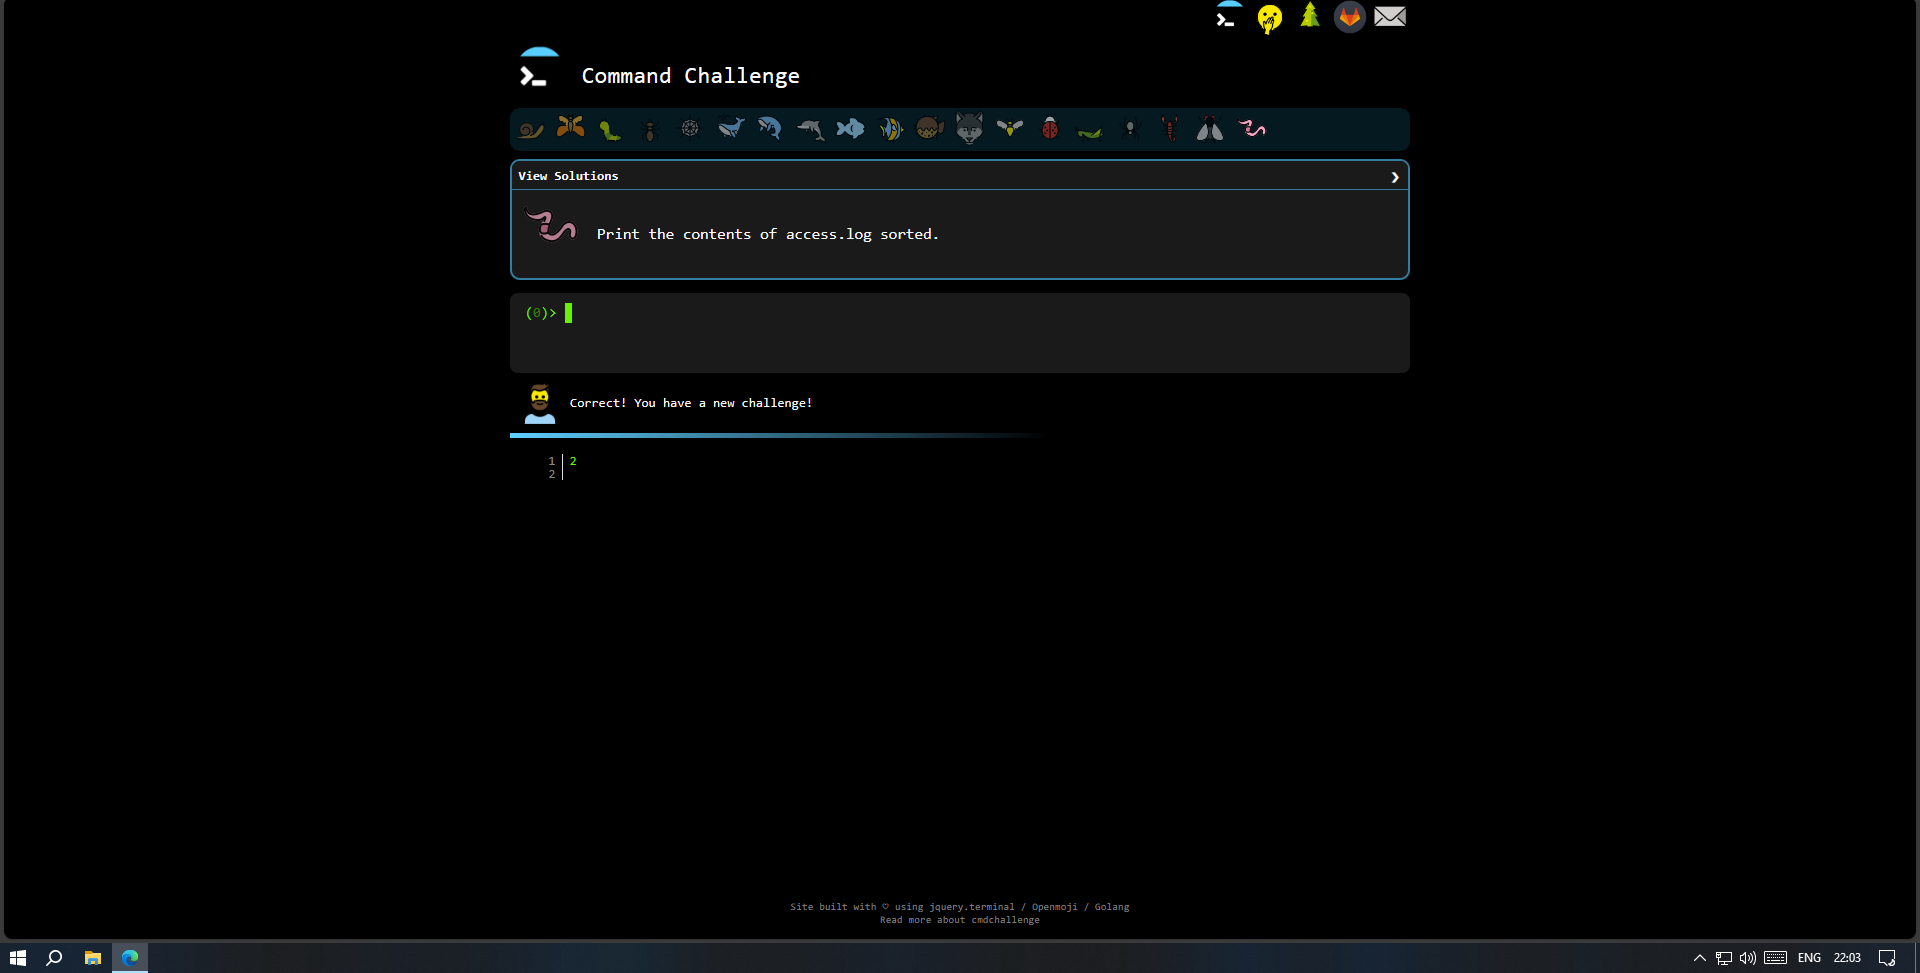 Command Challenge
View Solutions
Print the contents of access.log sorted.
(0)>
Correct! You have a new challenge!
1 2
2
Site built with ♡ using jquery.terminal / Openmoji / Golang
Read more about cmdchallenge
ENG 22:03